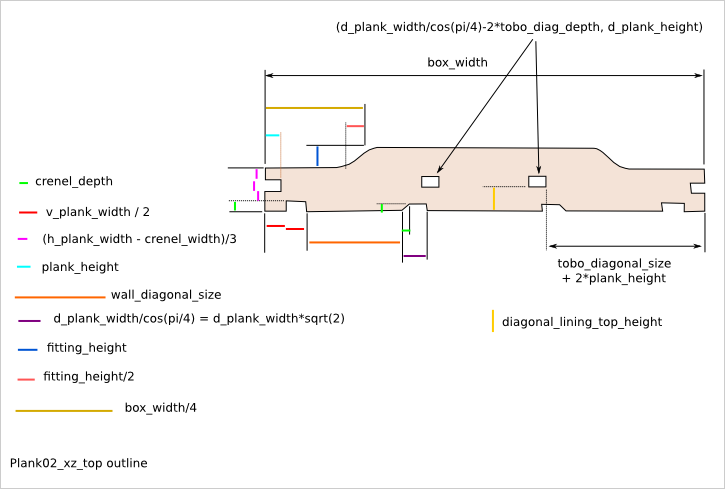 (d_plank_width/cos(pi/4)-2*tobo_diag_depth, d_plank_height)
box_width
crenel_depth
v_plank_width / 2
(h_plank_width - crenel_width)/3
plank_height
wall_diagonal_size
d_plank_width/cos(pi/4) = d_plank_width*sqrt(2)
fitting_height
fitting_height/2
box_width/4
tobo_diagonal_size
+ 2*plank_height
diagonal_lining_top_height
Plank02_xz_top outline